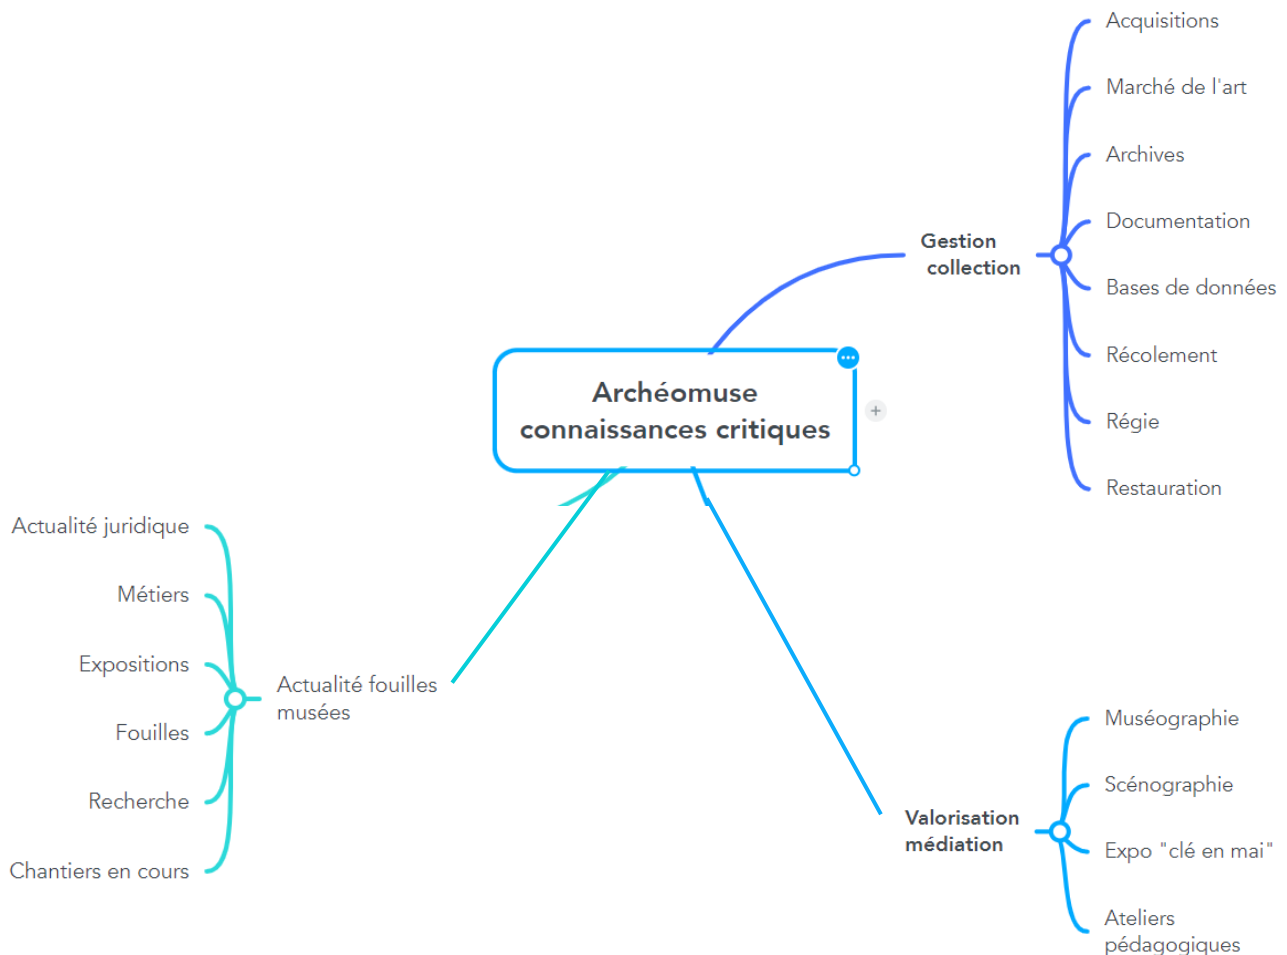 Archéomuse
connaissances critiques
Gestion
collection
Acquisitions
Marché de l'art
Archives
Documentation
Bases de données
Récolement
Régie
Restauration
Actualité fouilles
musées
Actualité juridique
Métiers
Expositions
Fouilles
Recherche
Chantiers en cours
Valorisation
médiation
Muséographie
Scénographie
Expo "clé en mai"
Ateliers
pédagogiques